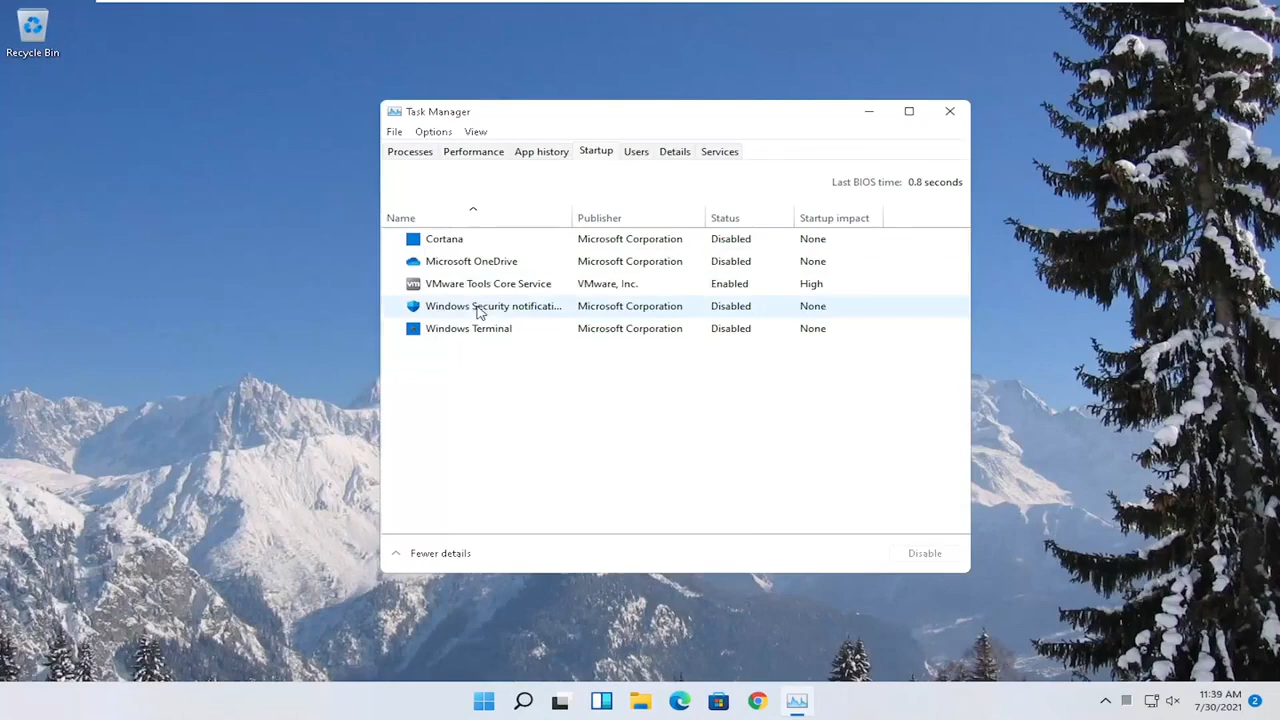 Recycle Bin
Task Manager
File Options View
Processes Performance App history Startup Users Details Services
Last BIOS time: 0.8 seconds
Name Publisher Status Startup impact
Cortana Microsoft Corporation Disabled None
Microsoft OneDrive Microsoft Corporation Disabled None
VMware Tools Core Service VMware, Inc. Enabled High
Windows Security notificati... Microsoft Corporation Disabled None
Windows Terminal Microsoft Corporation Disabled None
Fewer details Disable
11:39 AM
7/30/2021
2